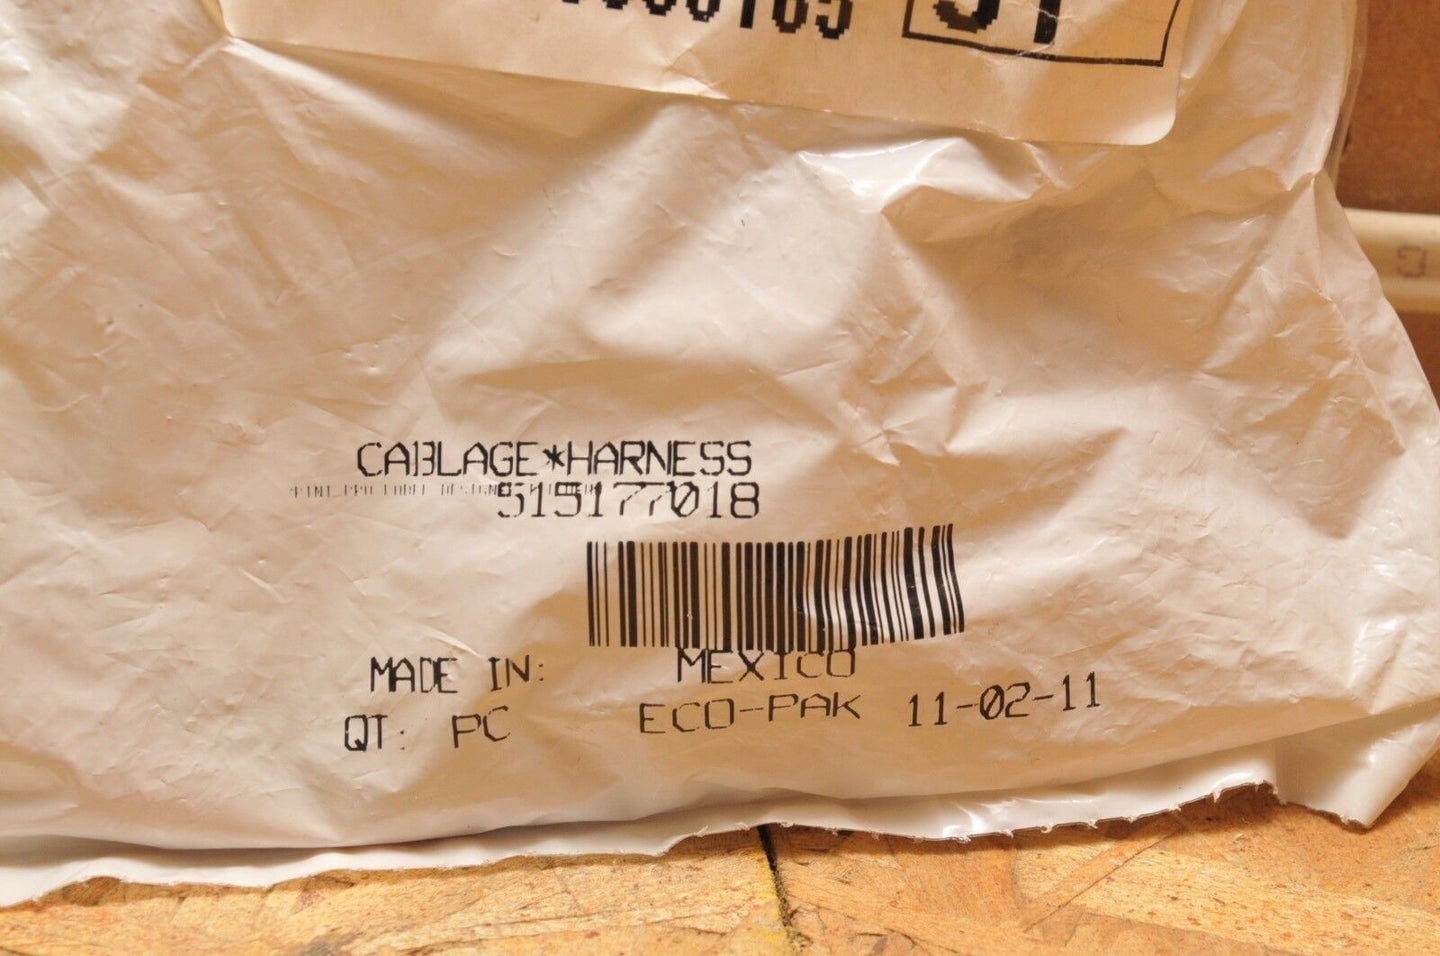 CABLAGE*HARNESS
515177018
MADE IN: MEXICO
QT: PC ECO-PAK 11-02-11